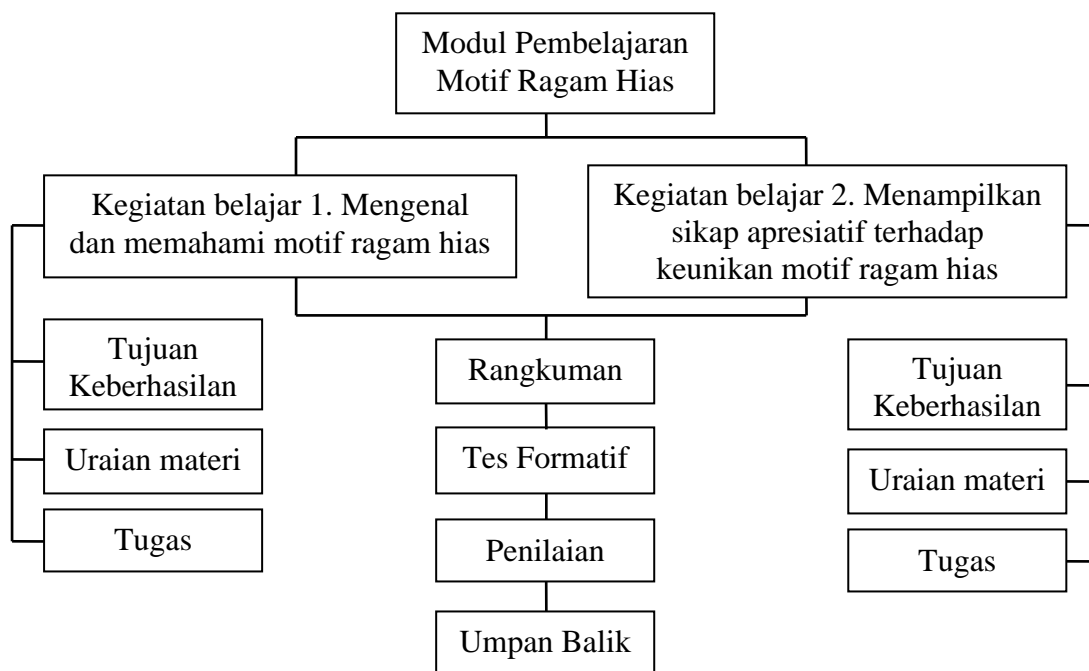 Modul Pembelajaran
Motif Ragam Hias
Kegiatan belajar 1. Mengenal
dan memahami motif ragam hias
Kegiatan belajar 2. Menampilkan
sikap apresiatif terhadap
keunikan motif ragam hias
Tujuan
Keberhasilan
Uraian materi
Tugas
Rangkuman
Tes Formatif
Penilaian
Umpan Balik
Tujuan
Keberhasilan
Uraian materi
Tugas